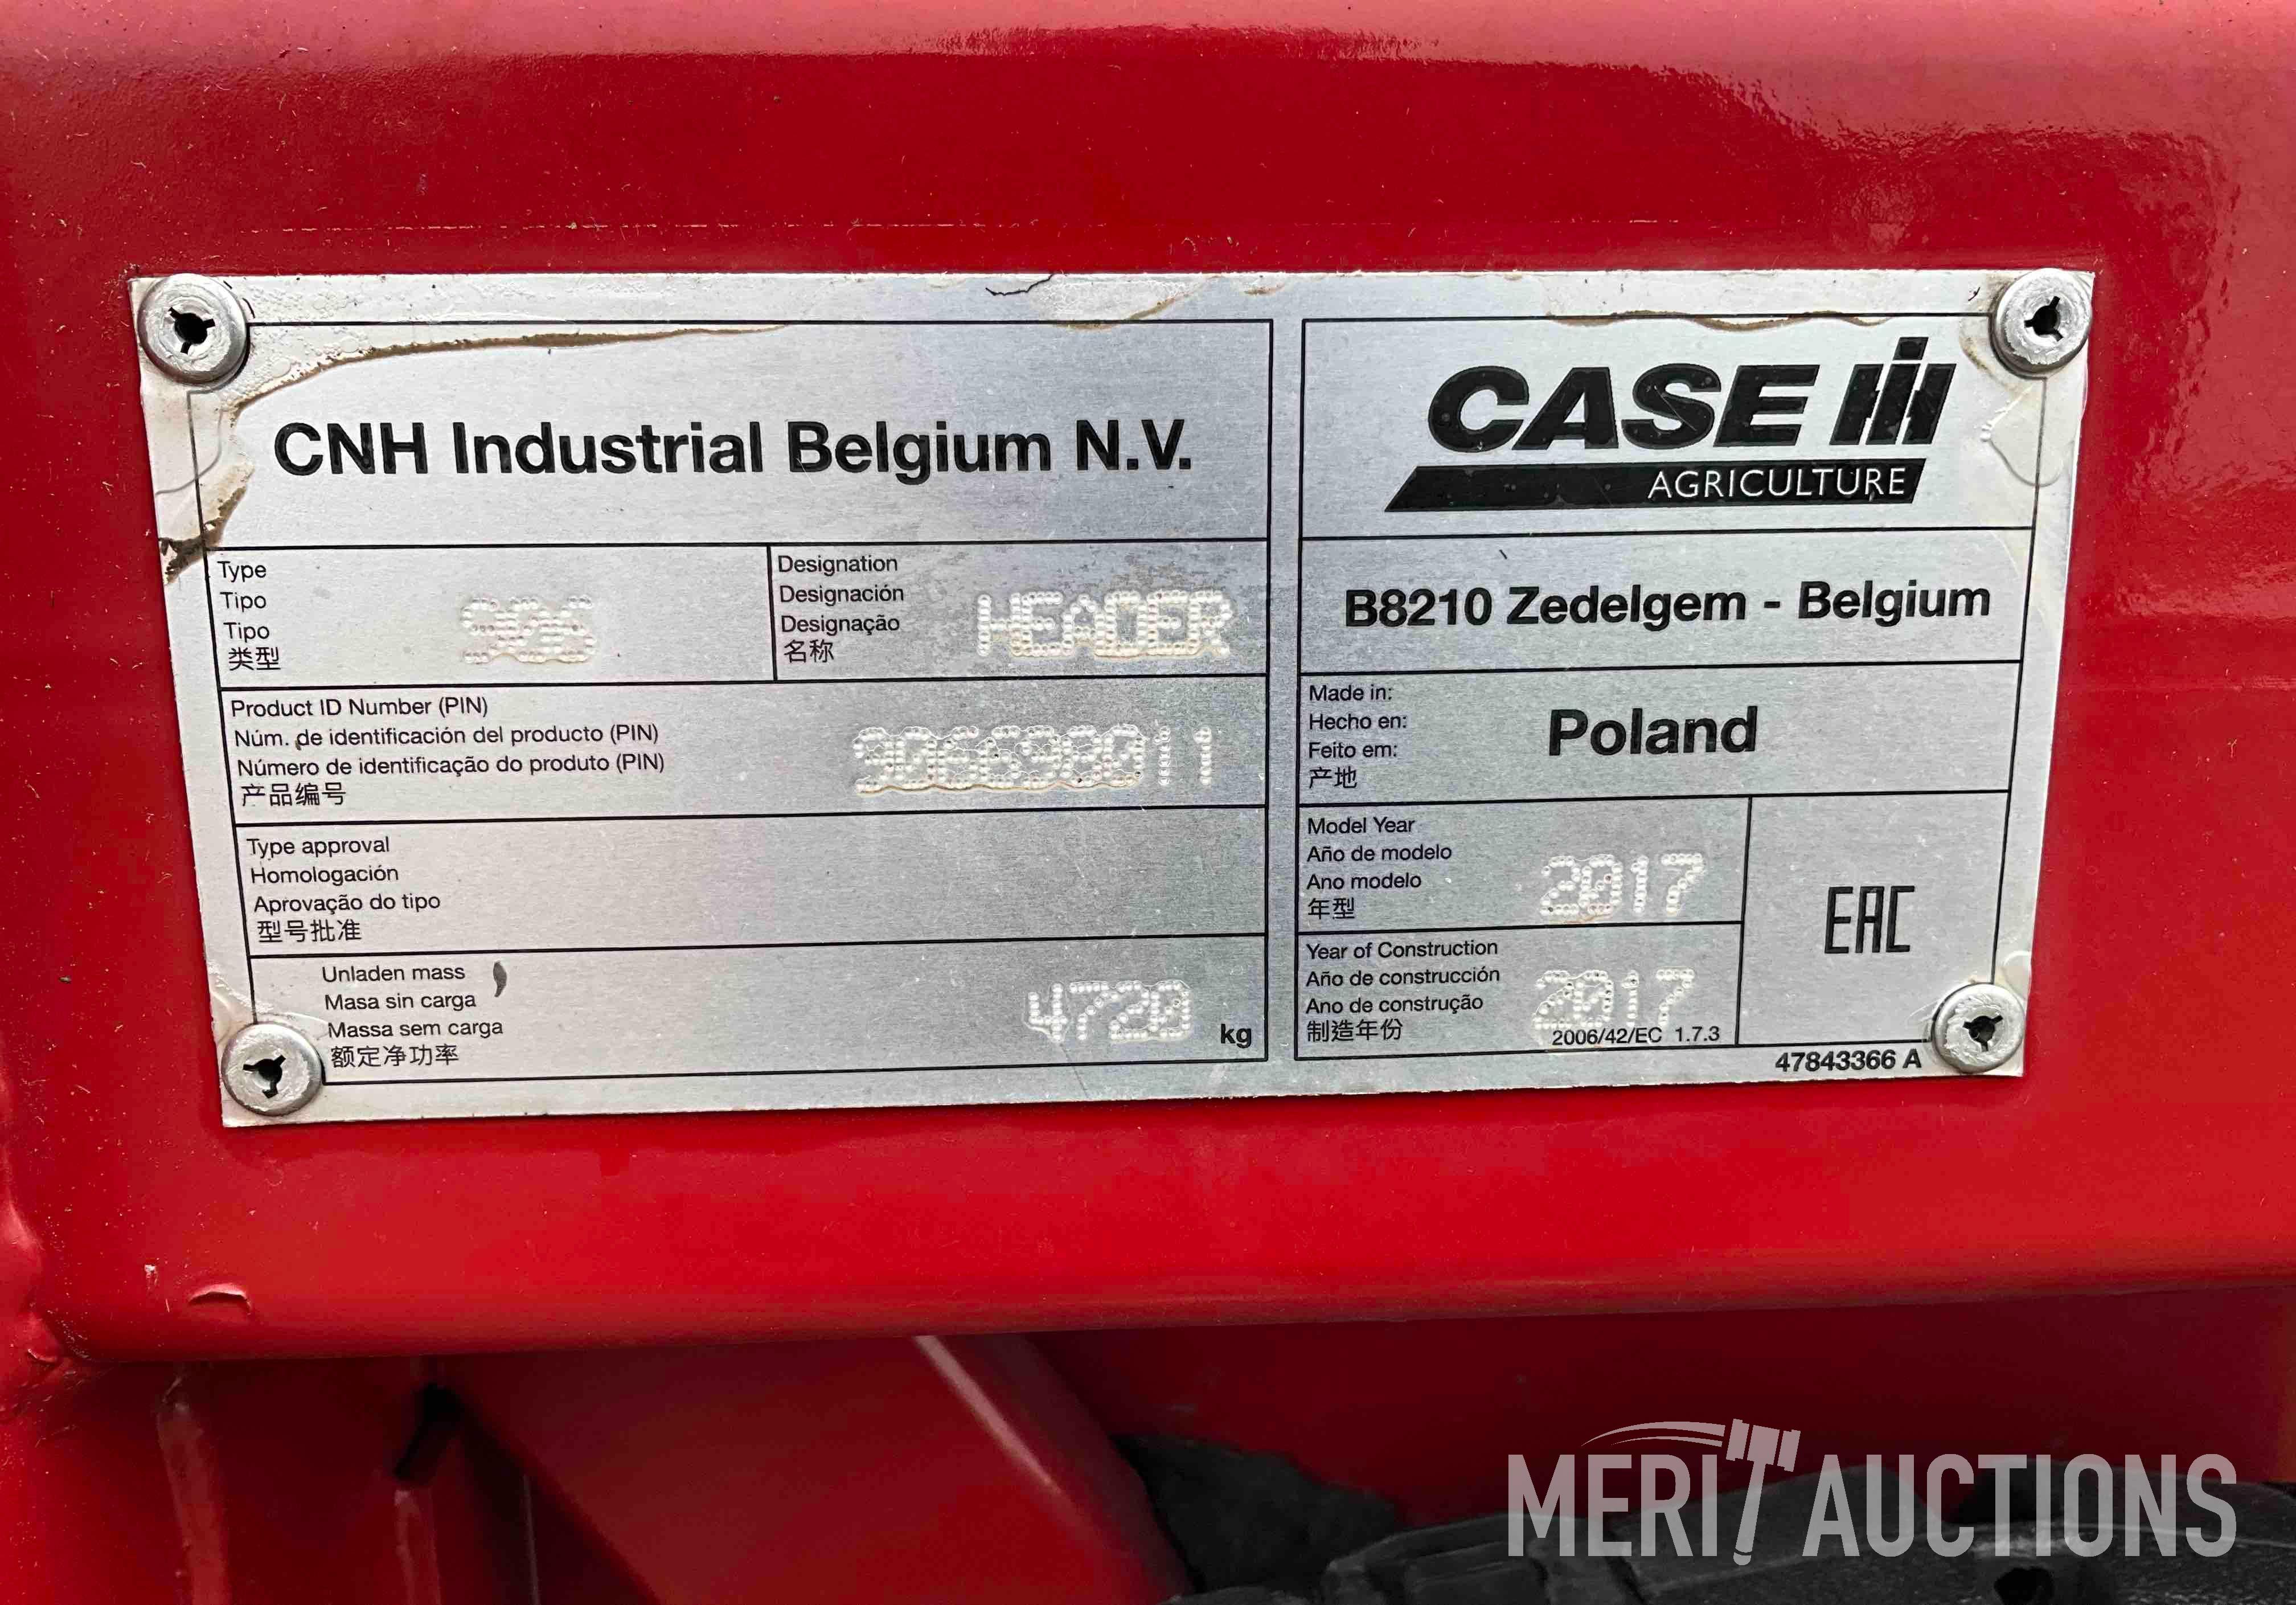 CNH Industrial Belgium N.V.
Type
Tipo
Tipo
类型
906
Designation
Designación
Designação
名称
HEADER
Product ID Number (PIN)
Núm. de identificación del producto (PIN)
Número de identificação do produto (PIN)
产品编号
Type approval
Homologación
Aprovação do tipo
型号批准
Unladen mass
Masa sin carga
Massa sem carga
额定净功率
4720 kg
CASE IH
AGRICULTURE
B8210 Zedelgem - Belgium
Made in:
Hecho en:
Feito em:
产地
Poland
Model Year
Año de modelo
Ano modelo
年型
2017
Year of Construction
Año de construcción
Ano de construção
制造年份
2017
2006/42/EC 1.7.3
EAC
47843366 A
MERIT AUCTIONS